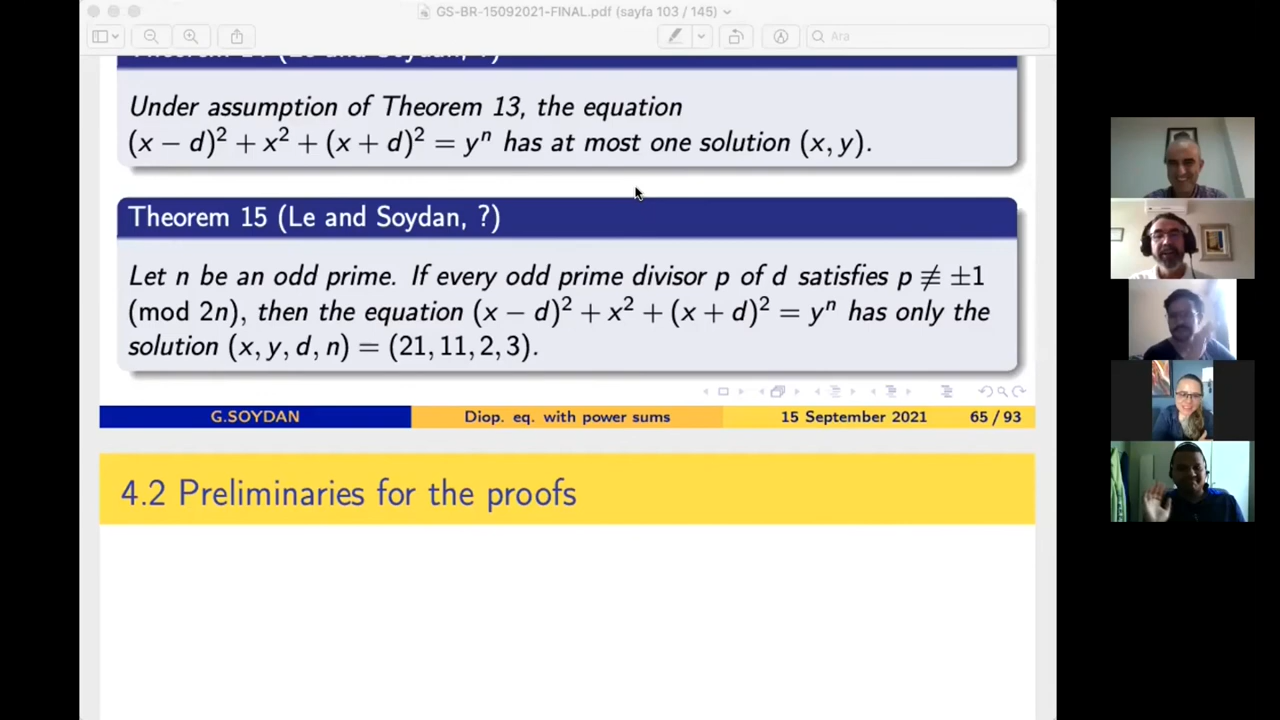 GS-BR-15092021-FINAL.pdf (sayfa 103 / 145)
Ara
Under assumption of Theorem 13, the equation
(x − d)² + x² + (x + d)² = yⁿ has at most one solution (x, y).
Theorem 15 (Le and Soydan, ?)
Let n be an odd prime. If every odd prime divisor p of d satisfies p ≢ ±1
(mod 2n), then the equation (x − d)² + x² + (x + d)² = yⁿ has only the
solution (x, y, d, n) = (21, 11, 2, 3).
G.SOYDAN Diop. eq. with power sums 15 September 2021 65 / 93
4.2 Preliminaries for the proofs